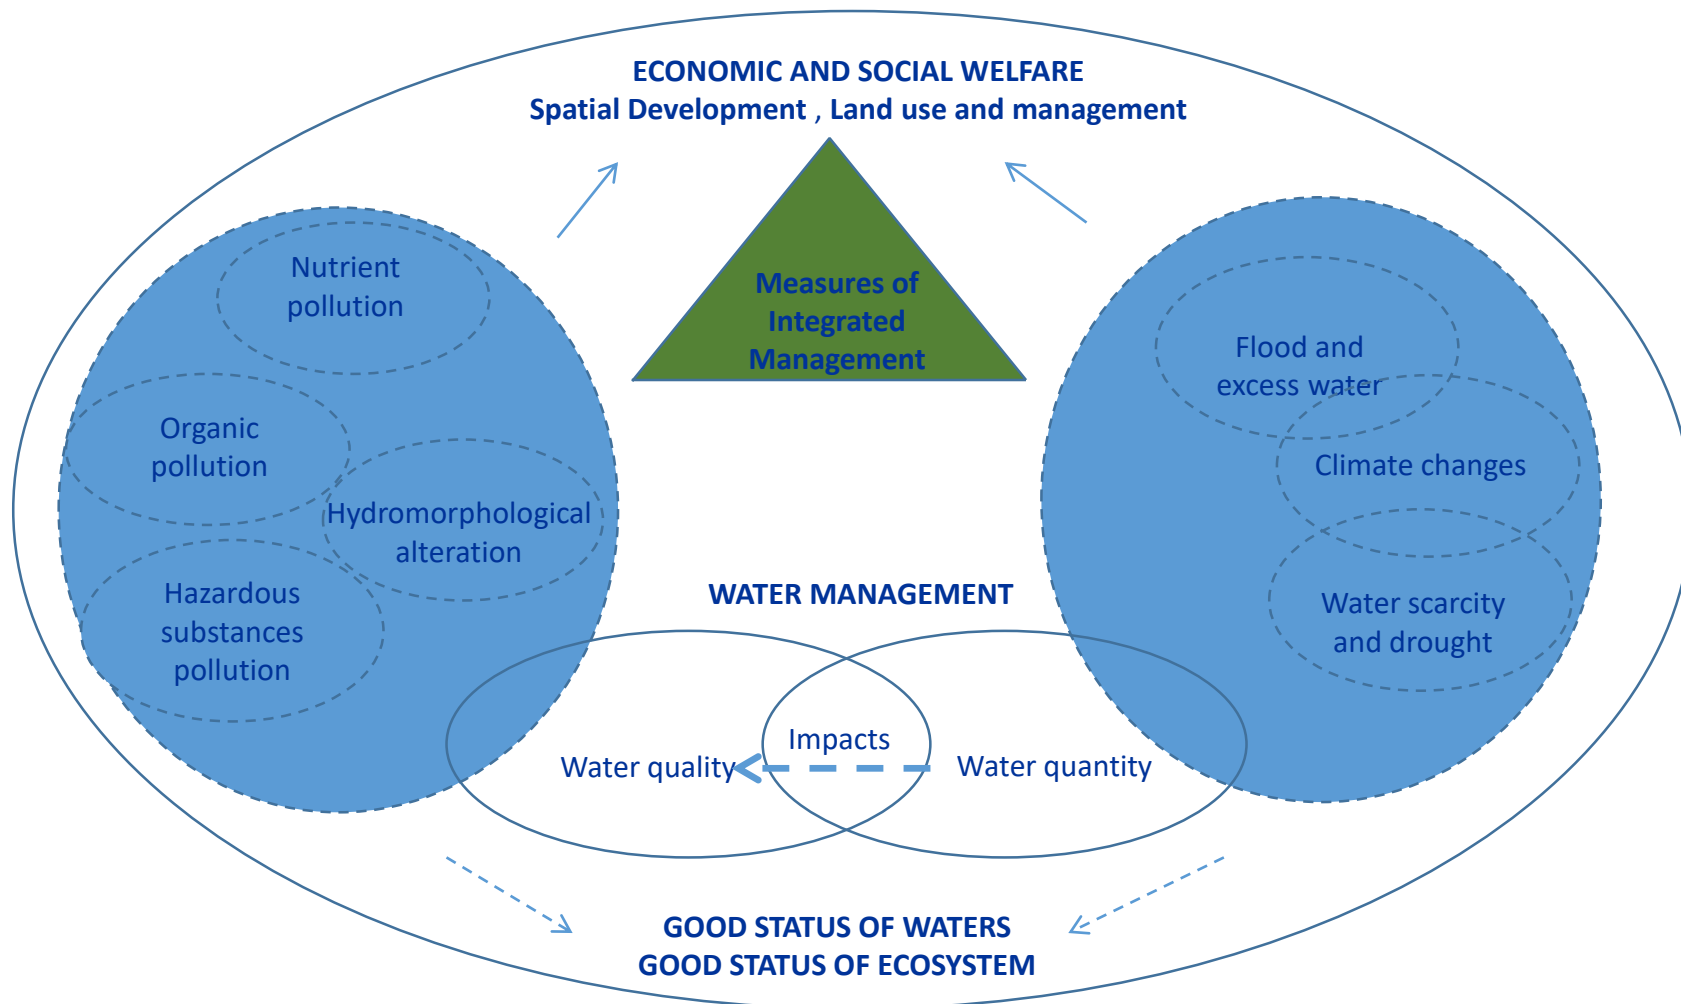 ECONOMIC AND SOCIAL WELFARE
Spatial Development , Land use and management
Measures of
Integrated
Management
Nutrient
pollution
Organic
pollution
Hydromorphological
alteration
Hazardous
substances
pollution
Flood and
excess water
Climate changes
Water scarcity
and drought
WATER MANAGEMENT
Water quality
Impacts
Water quantity
GOOD STATUS OF WATERS
GOOD STATUS OF ECOSYSTEM